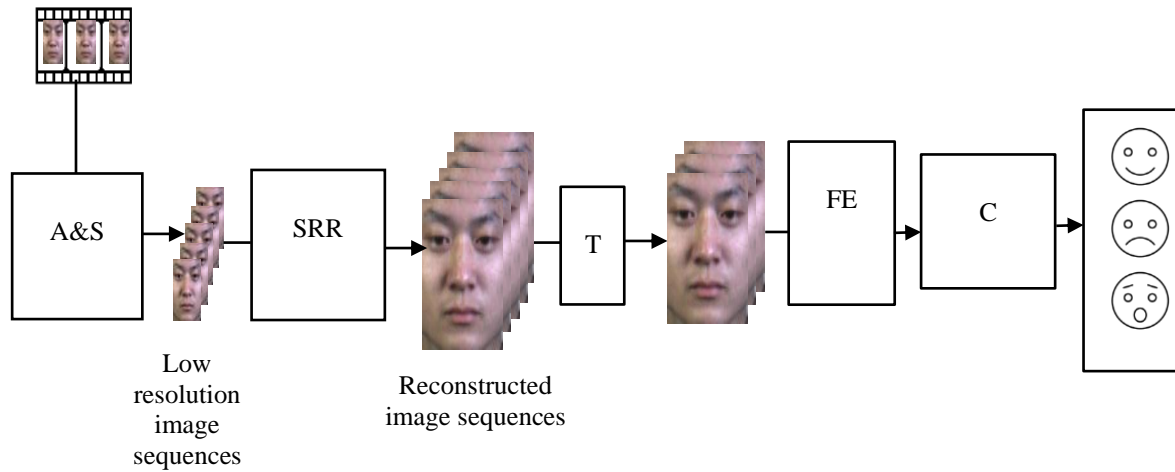 A&S
SRR
T
FE
C
Low
resolution
image
sequences
Reconstructed
image sequences